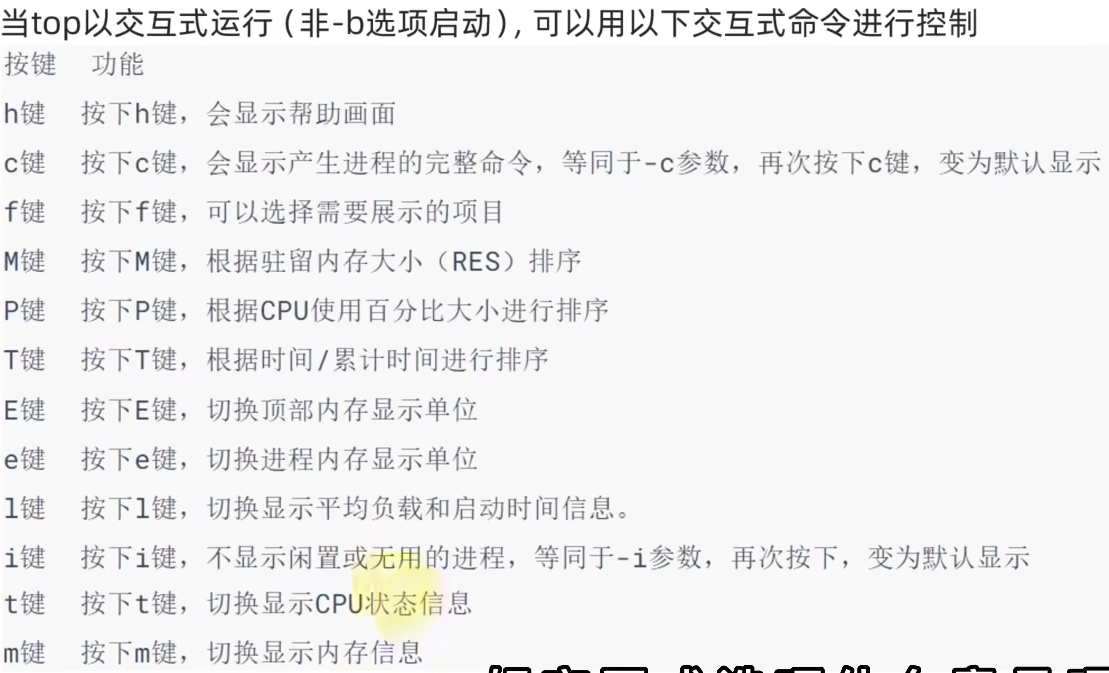 当top以交互式运行（非-b选项启动），可以用以下交互式命令进行控制
按键 功能
h键 按下h键，会显示帮助画面
c键 按下c键，会显示产生进程的完整命令，等同于-c参数，再次按下c键，变为默认显示
f键 按下f键，可以选择需要展示的项目
M键 按下M键，根据驻留内存大小（RES）排序
P键 按下P键，根据CPU使用百分比大小进行排序
T键 按下T键，根据时间/累计时间进行排序
E键 按下E键，切换顶部内存显示单位
e键 按下e键，切换进程内存显示单位
l键 按下l键，切换显示平均负载和启动时间信息。
i键 按下i键，不显示闲置或无用的进程，等同于-i参数，再次按下，变为默认显示
t键 按下t键，切换显示CPU状态信息
m键 按下m键，切换显示内存信息